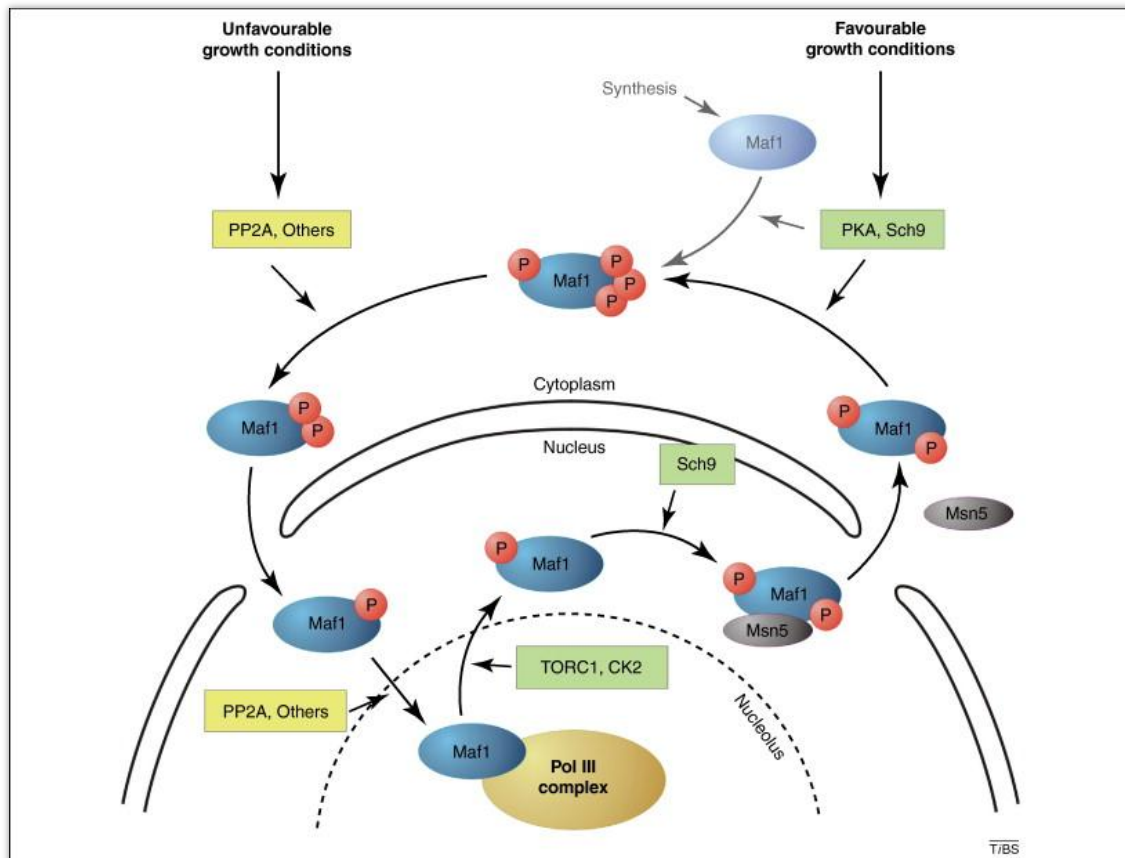 Unfavourable
growth conditions
Favourable
growth conditions
Synthesis
Maf1
PP2A, Others
PKA, Sch9
P
Maf1
P
P
P
Cytoplasm
Maf1
P
P
P
Maf1
P
Nucleus
Sch9
Msn5
P
Maf1
P
Maf1
P
Maf1
P
Msn5
TORC1, CK2
PP2A, Others
Nucleolus
Maf1
Pol III
complex
TiBS